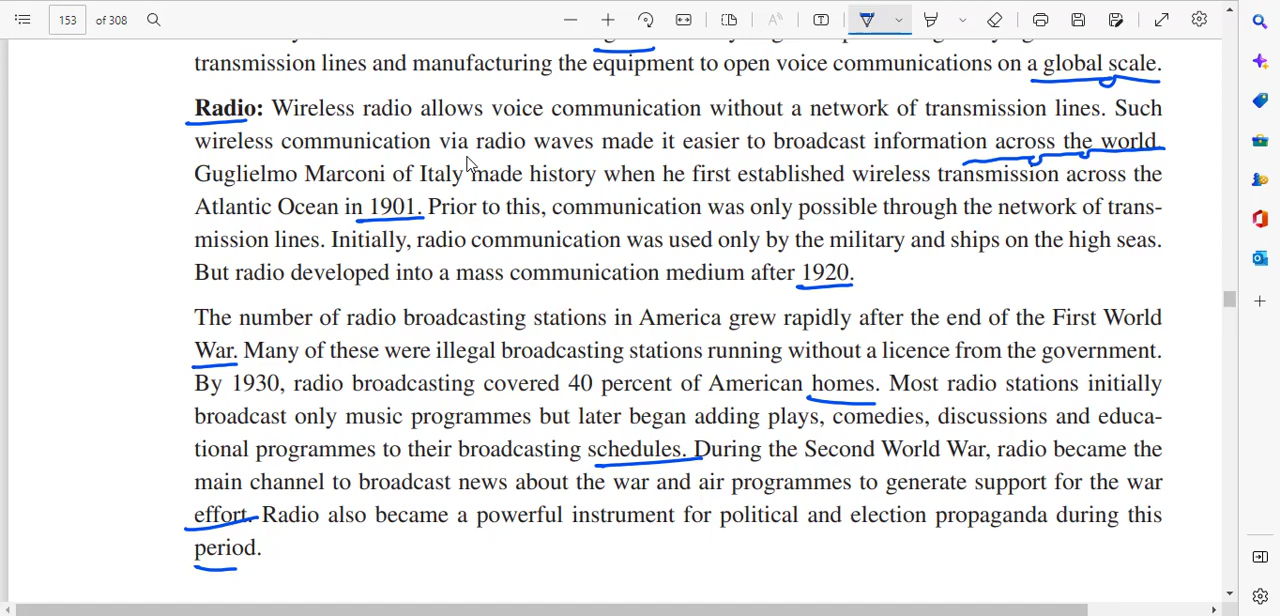 153 of 308
transmission lines and manufacturing the equipment to open voice communications on a global scale.
Radio: Wireless radio allows voice communication without a network of transmission lines. Such
wireless communication via radio waves made it easier to broadcast information across the world.
Guglielmo Marconi of Italy made history when he first established wireless transmission across the
Atlantic Ocean in 1901. Prior to this, communication was only possible through the network of trans-
mission lines. Initially, radio communication was used only by the military and ships on the high seas.
But radio developed into a mass communication medium after 1920.
The number of radio broadcasting stations in America grew rapidly after the end of the First World
War. Many of these were illegal broadcasting stations running without a licence from the government.
By 1930, radio broadcasting covered 40 percent of American homes. Most radio stations initially
broadcast only music programmes but later began adding plays, comedies, discussions and educa-
tional programmes to their broadcasting schedules. During the Second World War, radio became the
main channel to broadcast news about the war and air programmes to generate support for the war
effort. Radio also became a powerful instrument for political and election propaganda during this
period.